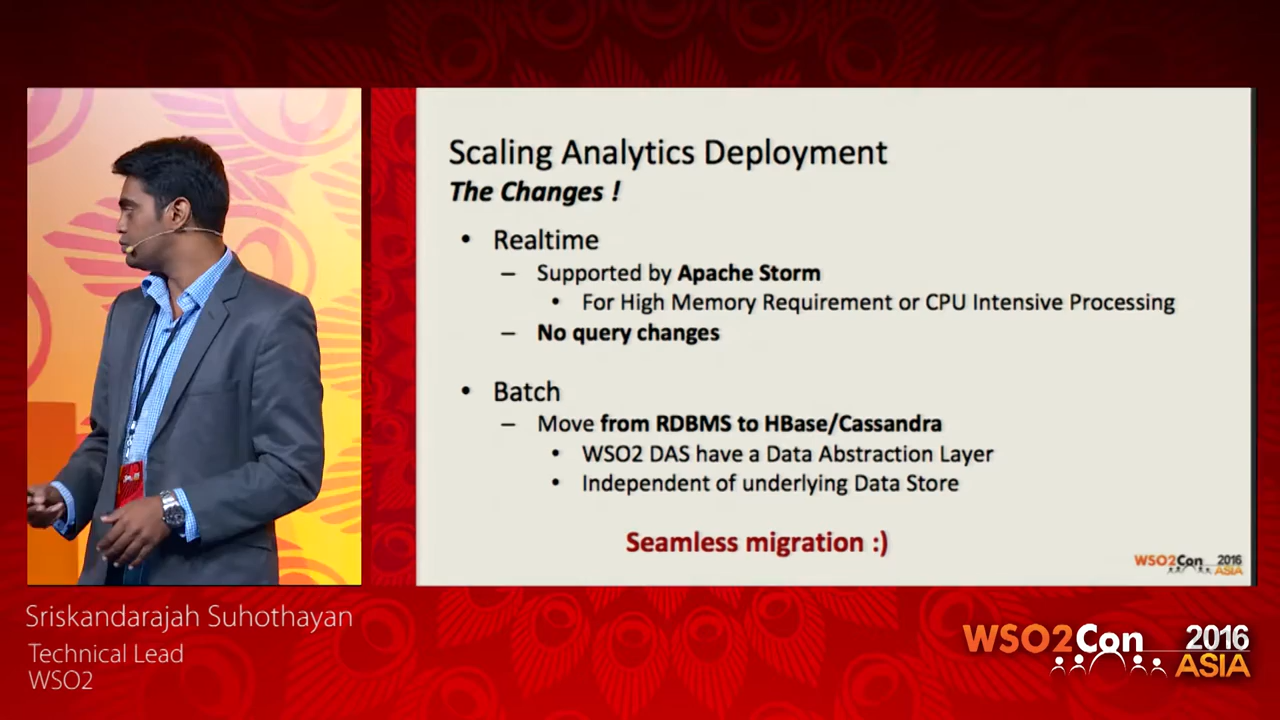 Scaling Analytics Deployment
The Changes !
• Realtime
– Supported by Apache Storm
• For High Memory Requirement or CPU Intensive Processing
– No query changes
• Batch
– Move from RDBMS to HBase/Cassandra
• WSO2 DAS have a Data Abstraction Layer
• Independent of underlying Data Store
Seamless migration :)
WSO2Con 2016
ASIA
Sriskandarajah Suhothayan
Technical Lead
WSO2
WSO2Con 2016
ASIA